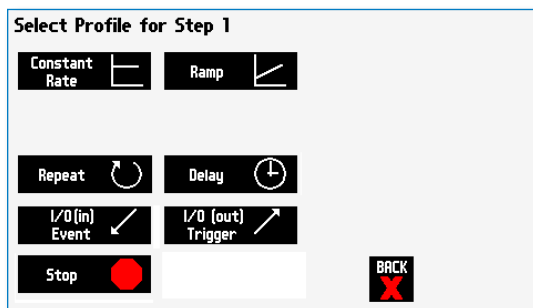 Select Profile for Step 1
Constant
Rate
Ramp
Repeat
Delay
I/O(in)
Event
I/O (out)
Trigger
Stop
BACK